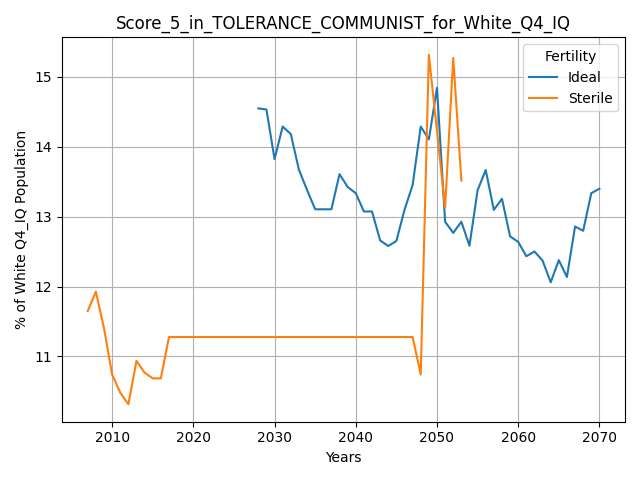 Score_5_in_TOLERANCE_COMMUNIST_for_White_Q4_IQ
Fertility
Ideal
Sterile
% of White Q4_IQ Population
15
14
13
12
11
2010
2020
2030
2040
2050
2060
2070
Years